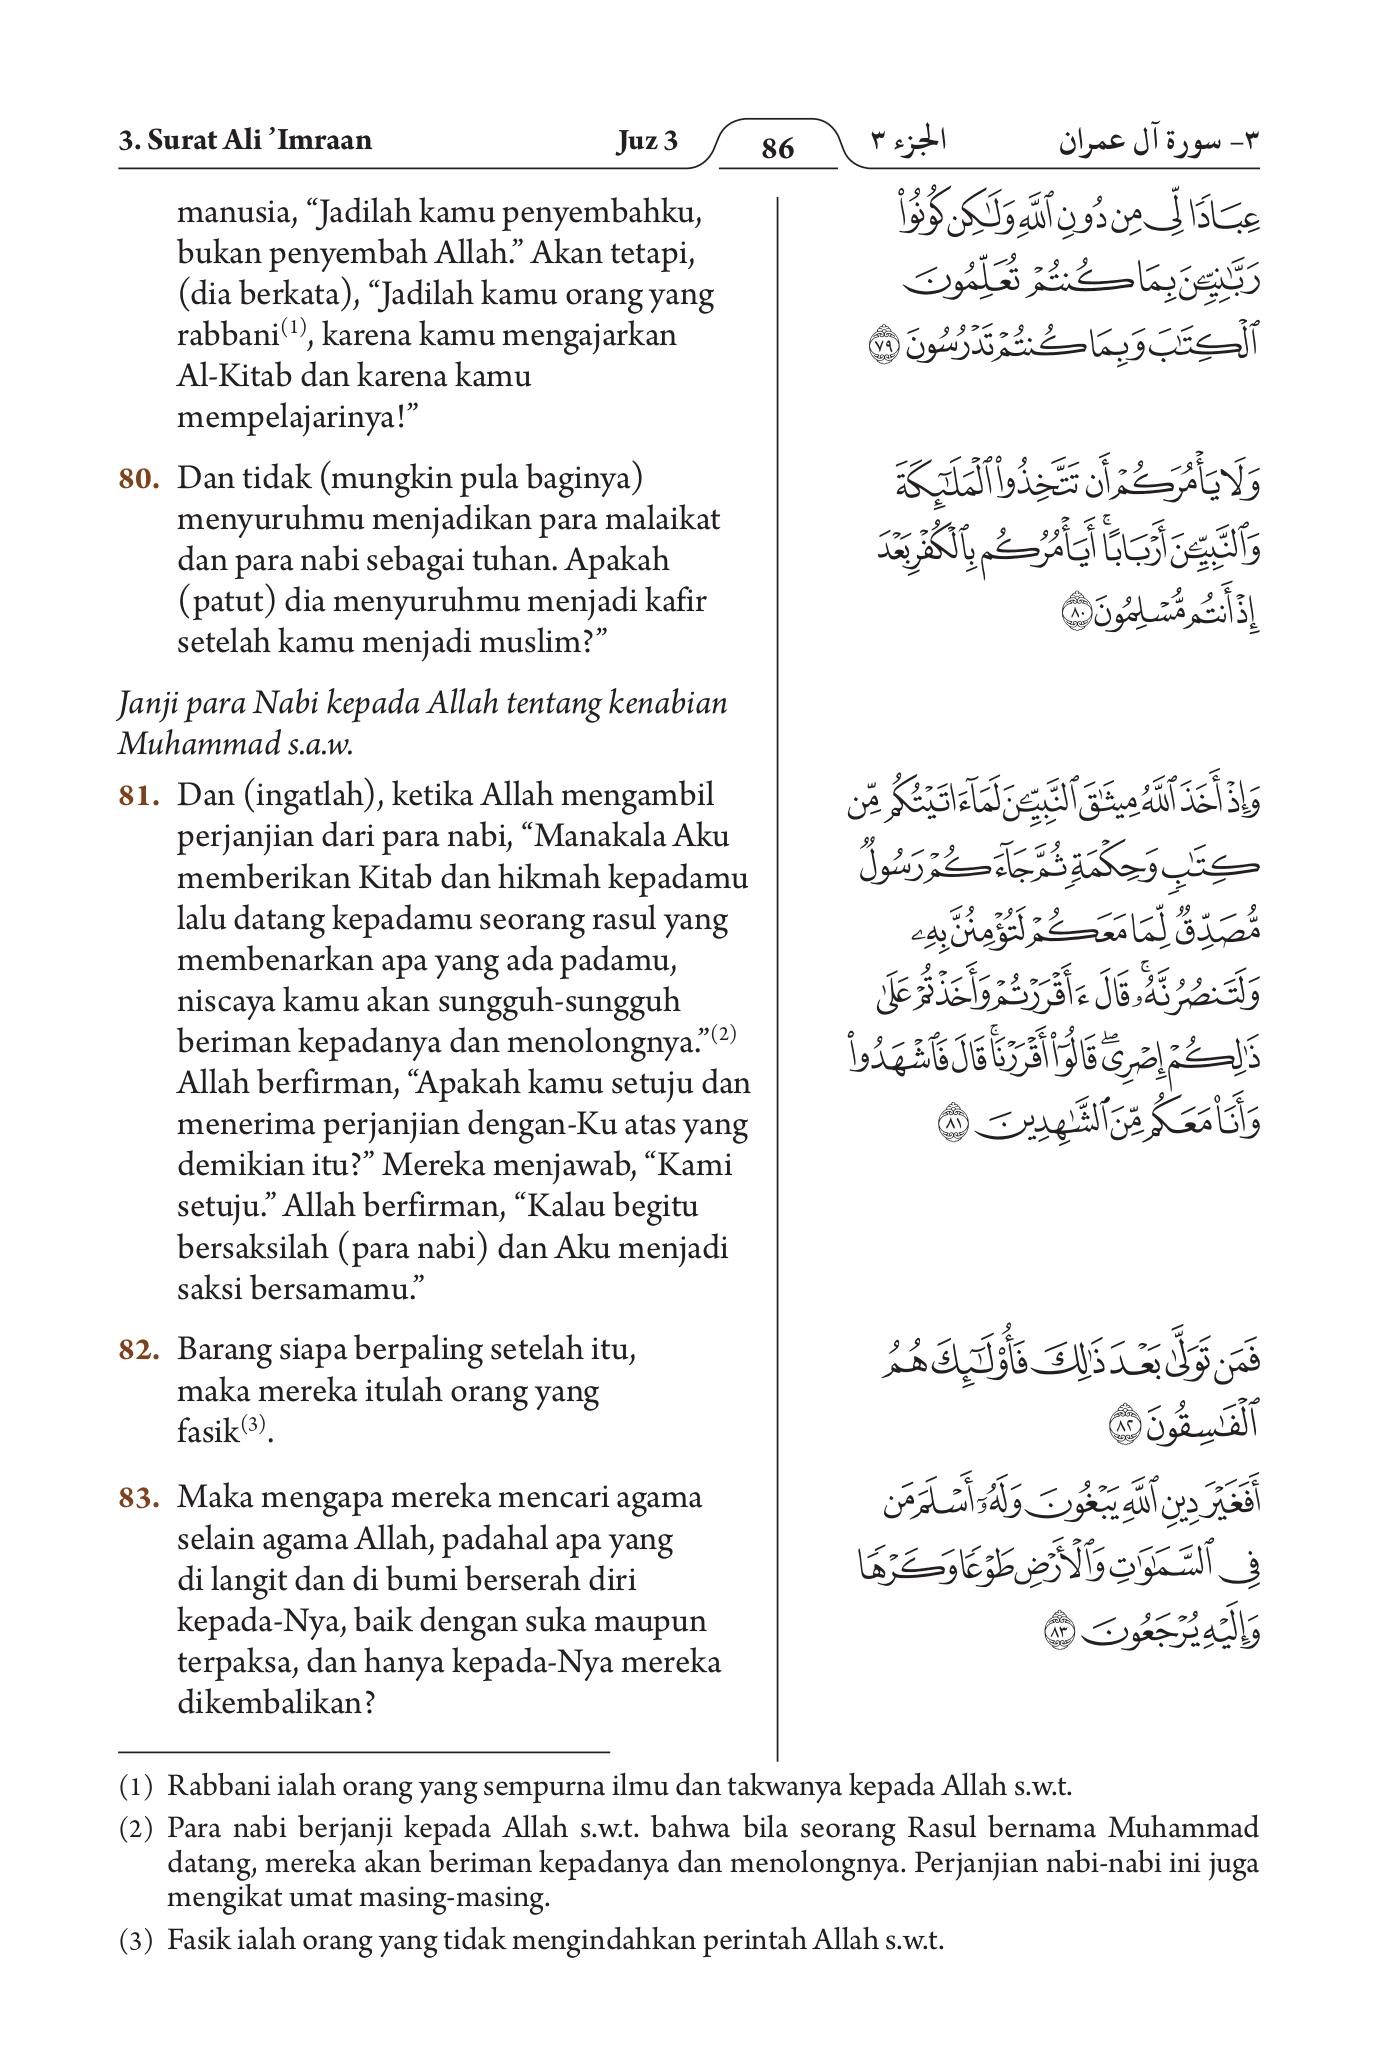 3. Surat Ali ’Imraan
Juz 3
86
الجزء ٣
٣- سورة آل عمران
manusia, “Jadilah kamu penyembahku,
bukan penyembah Allah.” Akan tetapi,
(dia berkata), “Jadilah kamu orang yang
rabbani(1), karena kamu mengajarkan
Al-Kitab dan karena kamu
mempelajarinya!”
80. Dan tidak (mungkin pula baginya)
menyuruhmu menjadikan para malaikat
dan para nabi sebagai tuhan. Apakah
(patut) dia menyuruhmu menjadi kafir
setelah kamu menjadi muslim?”
Janji para Nabi kepada Allah tentang kenabian
Muhammad s.a.w.
81. Dan (ingatlah), ketika Allah mengambil
perjanjian dari para nabi, “Manakala Aku
memberikan Kitab dan hikmah kepadamu
lalu datang kepadamu seorang rasul yang
membenarkan apa yang ada padamu,
niscaya kamu akan sungguh-sungguh
beriman kepadanya dan menolongnya.”(2)
Allah berfirman, “Apakah kamu setuju dan
menerima perjanjian dengan-Ku atas yang
demikian itu?” Mereka menjawab, “Kami
setuju.” Allah berfirman, “Kalau begitu
bersaksilah (para nabi) dan Aku menjadi
saksi bersamamu.”
82. Barang siapa berpaling setelah itu,
maka mereka itulah orang yang
fasik(3).
83. Maka mengapa mereka mencari agama
selain agama Allah, padahal apa yang
di langit dan di bumi berserah diri
kepada-Nya, baik dengan suka maupun
terpaksa, dan hanya kepada-Nya mereka
dikembalikan?
عِبَادٗا لِّي مِن دُونِ ٱللَّهِ وَلَٰكِن كُونُواْ
رَبَّٰنِيِّـۧنَ بِمَا كُنتُمۡ تُعَلِّمُونَ
ٱلۡكِتَٰبَ وَبِمَا كُنتُمۡ تَدۡرُسُونَ ٧٩
وَلَا يَأۡمُرَكُمۡ أَن تَتَّخِذُواْ ٱلۡمَلَٰٓئِكَةَ
وَٱلنَّبِيِّـۧنَ أَرۡبَابًاۗ أَيَأۡمُرُكُم بِٱلۡكُفۡرِ بَعۡدَ
إِذۡ أَنتُم مُّسۡلِمُونَ ٨٠
وَإِذۡ أَخَذَ ٱللَّهُ مِيثَٰقَ ٱلنَّبِيِّـۧنَ لَمَآ ءَاتَيۡتُكُم مِّن
كِتَٰبٖ وَحِكۡمَةٖ ثُمَّ جَآءَكُمۡ رَسُولٞ
مُّصَدِّقٞ لِّمَا مَعَكُمۡ لَتُؤۡمِنُنَّ بِهِۦ
وَلَتَنصُرُنَّهُۥۚ قَالَ ءَأَقۡرَرۡتُمۡ وَأَخَذۡتُمۡ عَلَىٰ
ذَٰلِكُمۡ إِصۡرِيۖ قَالُوٓاْ أَقۡرَرۡنَاۚ قَالَ فَٱشۡهَدُواْ
وَأَنَا۠ مَعَكُم مِّنَ ٱلشَّٰهِدِينَ ٨١
فَمَن تَوَلَّىٰ بَعۡدَ ذَٰلِكَ فَأُوْلَٰٓئِكَ هُمُ
ٱلۡفَٰسِقُونَ ٨٢
أَفَغَيۡرَ دِينِ ٱللَّهِ يَبۡغُونَ وَلَهُۥٓ أَسۡلَمَ مَن
فِي ٱلسَّمَٰوَٰتِ وَٱلۡأَرۡضِ طَوۡعٗا وَكَرۡهٗا
وَإِلَيۡهِ يُرۡجَعُونَ ٨٣
(1) Rabbani ialah orang yang sempurna ilmu dan takwanya kepada Allah s.w.t.
(2) Para nabi berjanji kepada Allah s.w.t. bahwa bila seorang Rasul bernama Muhammad
datang, mereka akan beriman kepadanya dan menolongnya. Perjanjian nabi-nabi ini juga
mengikat umat masing-masing.
(3) Fasik ialah orang yang tidak mengindahkan perintah Allah s.w.t.